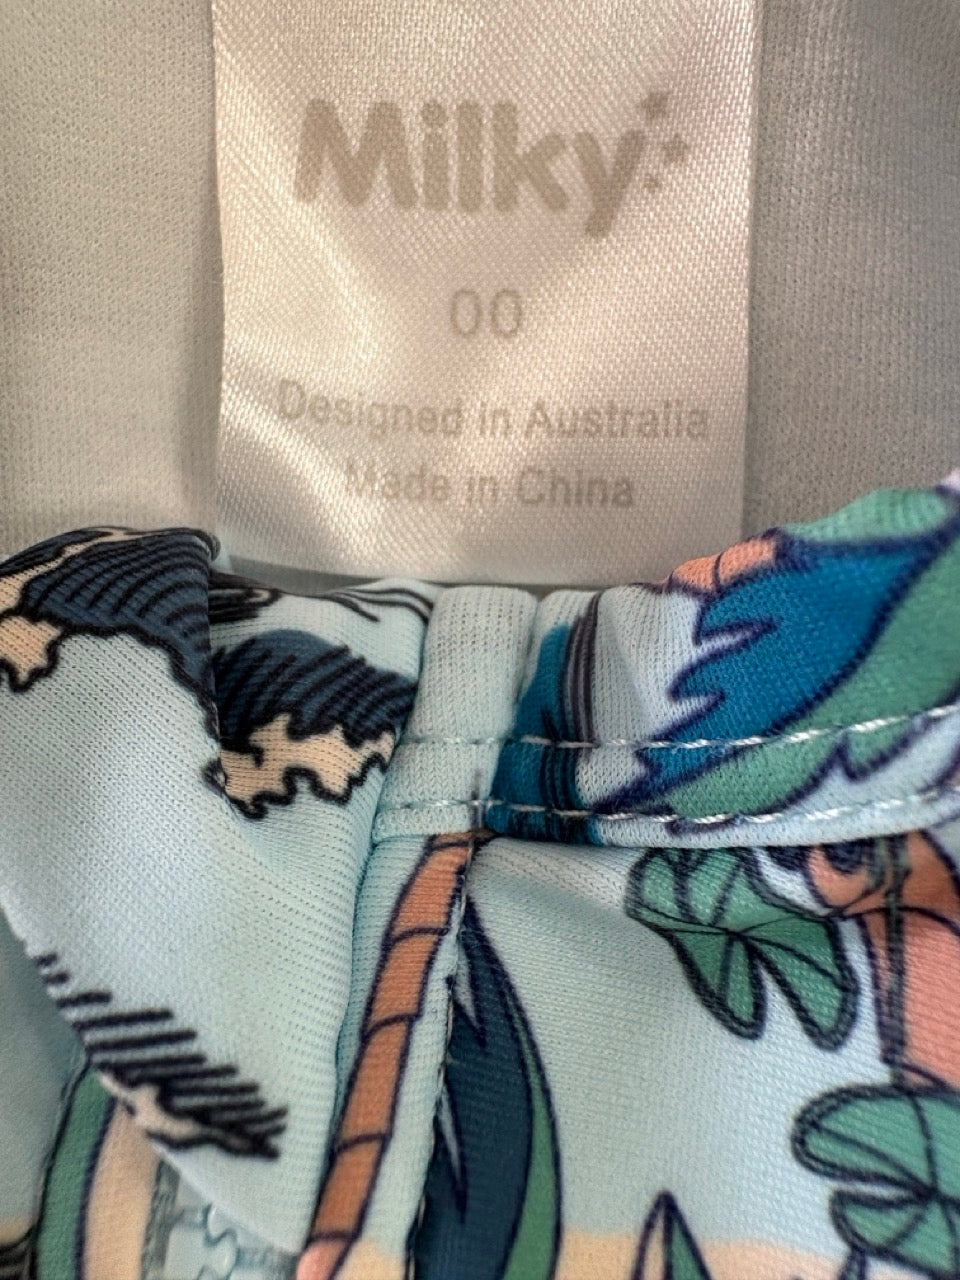 Milky
00
Designed in Australia
Made in China